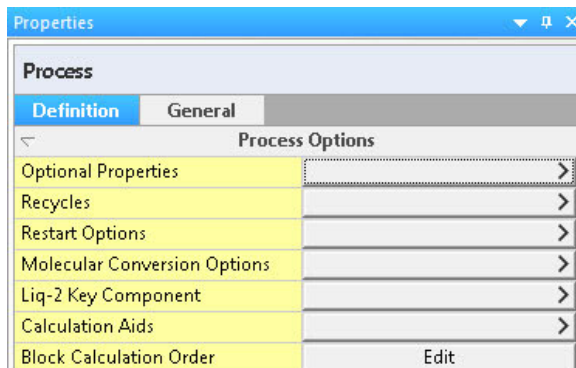 Properties
Process
Definition General
Process Options
Optional Properties
Recycles
Restart Options
Molecular Conversion Options
Liq-2 Key Component
Calculation Aids
Block Calculation Order Edit